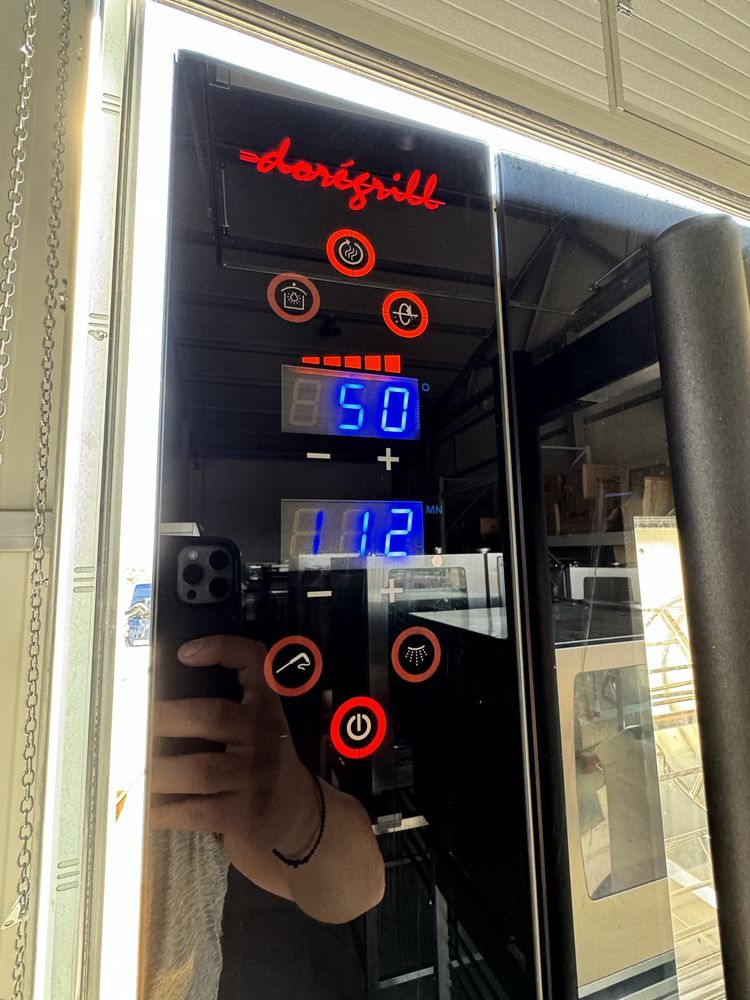 dorégrill
50 °
− +
112 MN
− +